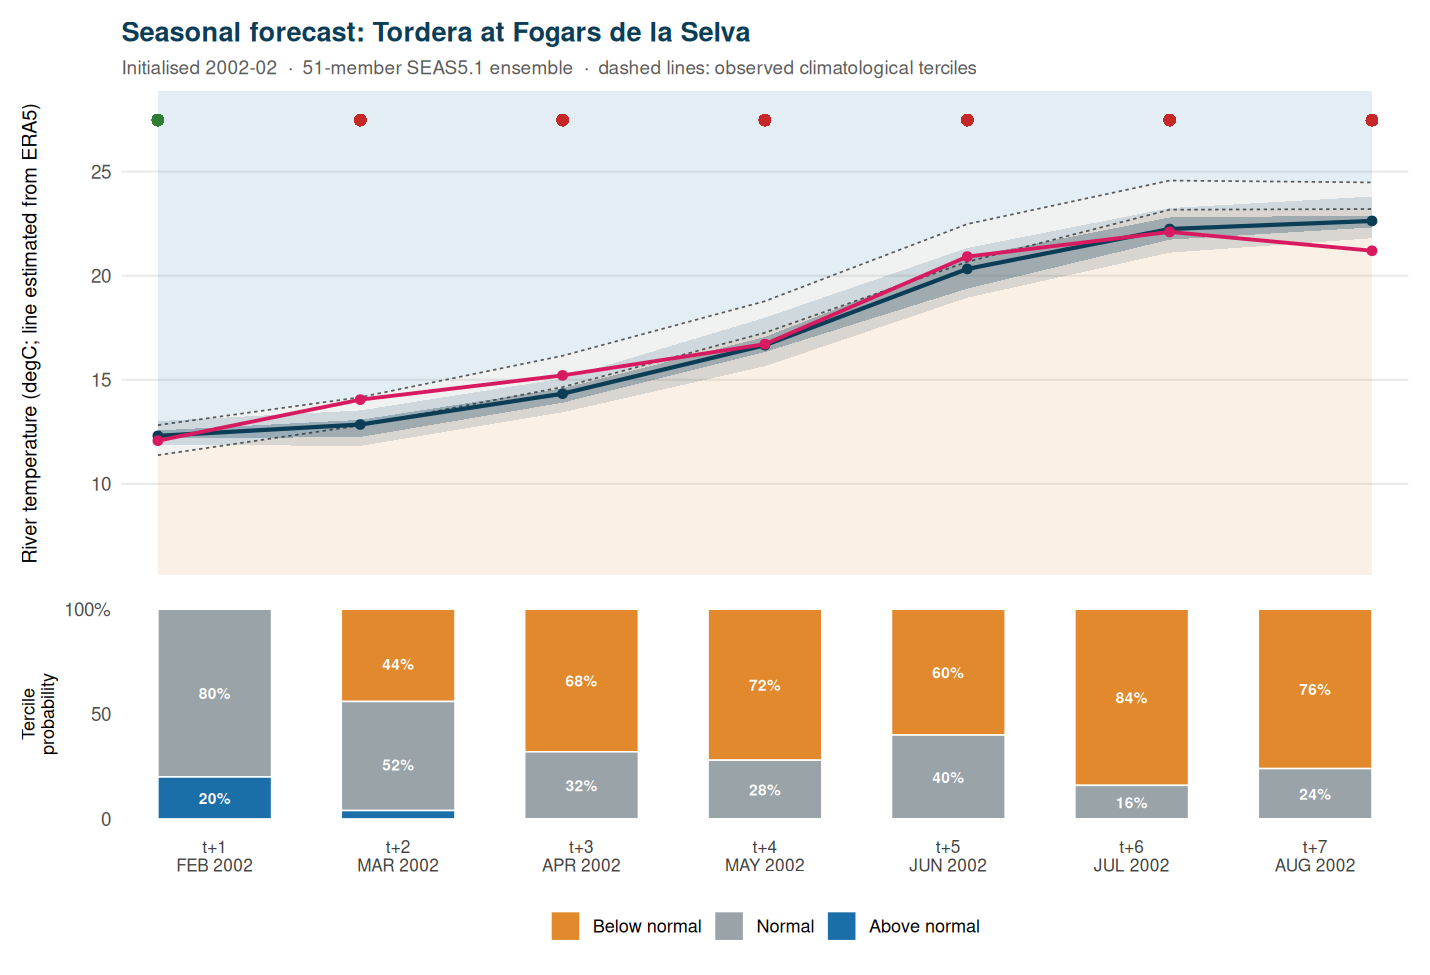 Seasonal forecast: Tordera at Fogars de la Selva
Initialised 2002-02 · 51-member SEAS5.1 ensemble · dashed lines: observed climatological terciles
River temperature (degC; line estimated from ERA5)
25
20
15
10
Tercile
probability
100%
50
0
80%
20%
44%
52%
68%
32%
72%
28%
60%
40%
84%
16%
76%
24%
t+1
FEB 2002
t+2
MAR 2002
t+3
APR 2002
t+4
MAY 2002
t+5
JUN 2002
t+6
JUL 2002
t+7
AUG 2002
Below normal
Normal
Above normal